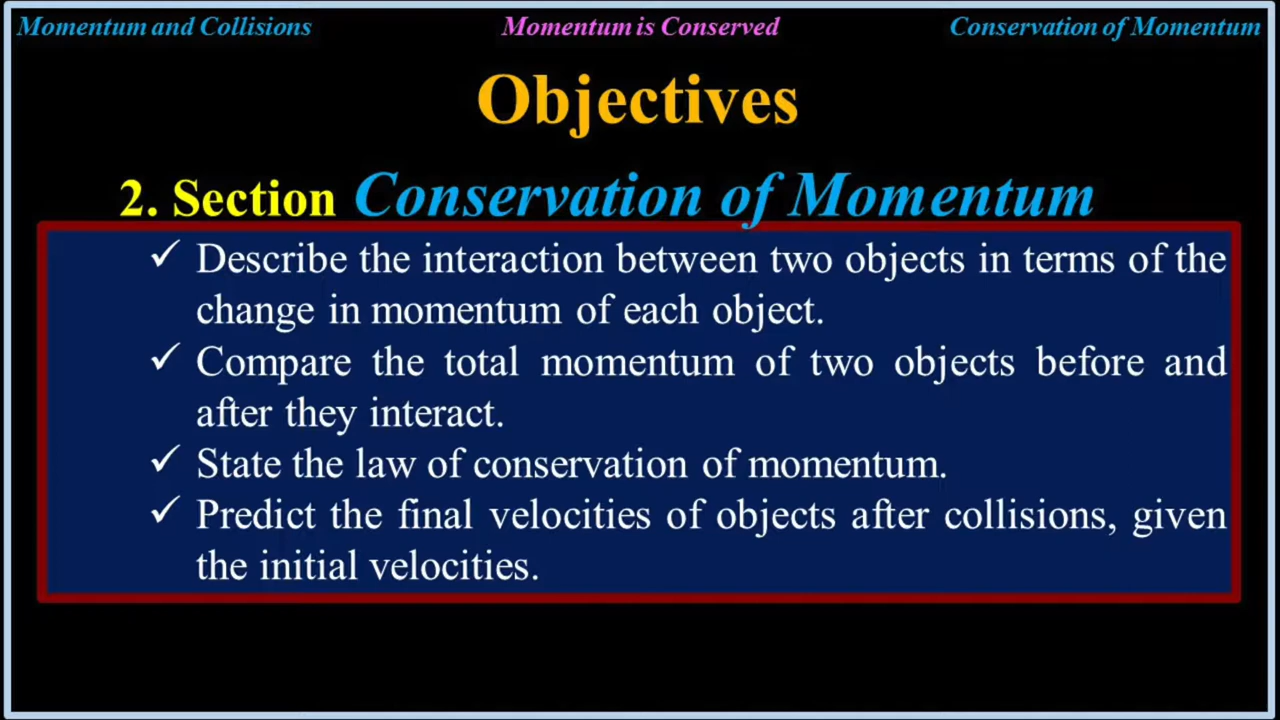 Momentum and Collisions
Momentum is Conserved
Conservation of Momentum
Objectives
2. Section Conservation of Momentum
✓ Describe the interaction between two objects in terms of the
change in momentum of each object.
✓ Compare the total momentum of two objects before and
after they interact.
✓ State the law of conservation of momentum.
✓ Predict the final velocities of objects after collisions, given
the initial velocities.